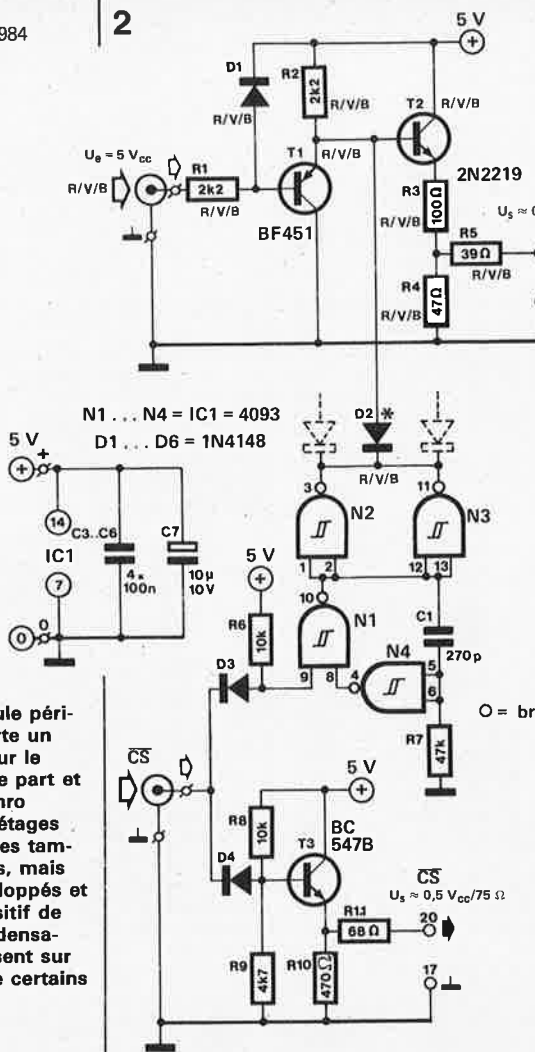 984
2
5 V
D1
R2
2k2
R/V/B
T2
R/V/B
R/V/B
Ue = 5 Vcc
R/V/B
R1
2k2
R/V/B
T1
R/V/B
BF451
2N2219
R3
100Ω
R/V/B
Us ≈ 0
R5
39Ω
R/V/B
R4
47Ω
R/V/B
N1 . . . N4 = IC1 = 4093
D1 . . . D6 = 1N4148
D2 *
R/V/B
5 V
+
14
C3..C6
4x
100n
C7
10µ
10V
IC1
7
0
0
3
N2
11
N3
1
2
12
13
5 V
R6
10k
10
N1
9
8
C1
270p
N4
4
5
6
R7
47k
O = br
D3
CS
ule péri-
rte un
ur le
e part et
nro
étages
es tam-
s, mais
loppés et
sitif de
densa-
sent sur
e certains
5 V
R8
10k
D4
T3
BC
547B
R9
4k7
R10
470Ω
R11
68Ω
CS
Us ≈ 0,5 Vcc/75 Ω
20
17